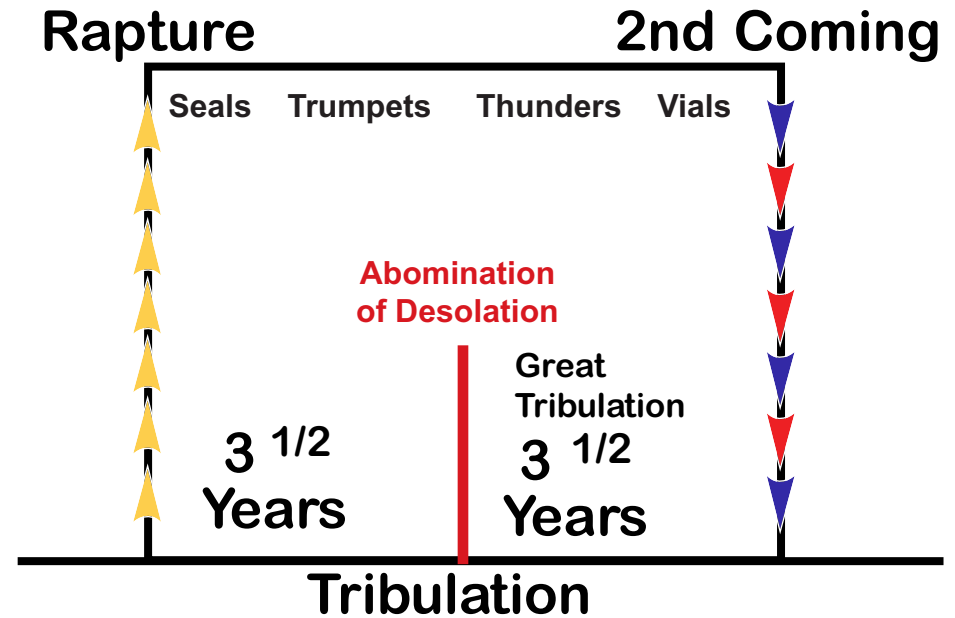 Rapture
2nd Coming
Seals Trumpets Thunders Vials
Abomination
of Desolation
Great
Tribulation
3 1/2
Years
3 1/2
Years
Tribulation